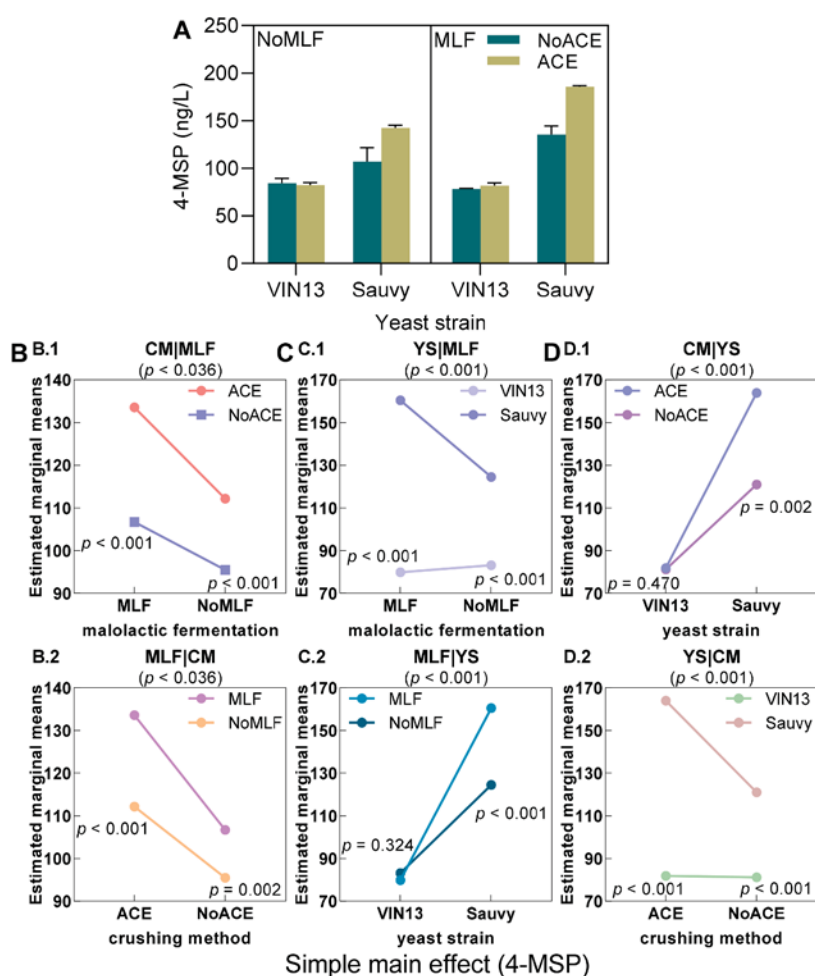 A
NoMLF
MLF
NoACE
ACE
4-MSP (ng/L)
250
200
150
100
50
0
VIN13
Sauvy
VIN13
Sauvy
Yeast strain
B
B.1
CM|MLF
(p < 0.036)
Estimated marginal means
140
130
120
110
100
90
ACE
NoACE
p < 0.001
p < 0.001
MLF
NoMLF
malolactic fermentation
C
C.1
YS|MLF
(p < 0.001)
Estimated marginal means
170
150
130
110
90
70
VIN13
Sauvy
p < 0.001
p < 0.001
MLF
NoMLF
malolactic fermentation
D
D.1
CM|YS
(p < 0.001)
Estimated marginal means
170
150
130
110
90
70
ACE
NoACE
p = 0.002
p = 0.470
VIN13
Sauvy
yeast strain
B.2
MLF|CM
(p < 0.036)
Estimated marginal means
140
130
120
110
100
90
MLF
NoMLF
p < 0.001
p = 0.002
ACE
NoACE
crushing method
C.2
MLF|YS
(p < 0.001)
Estimated marginal means
170
150
130
110
90
70
MLF
NoMLF
p = 0.324
p < 0.001
VIN13
Sauvy
yeast strain
D.2
YS|CM
(p < 0.001)
Estimated marginal means
170
150
130
110
90
70
VIN13
Sauvy
p < 0.001
p < 0.001
ACE
NoACE
crushing method
Simple main effect (4-MSP)